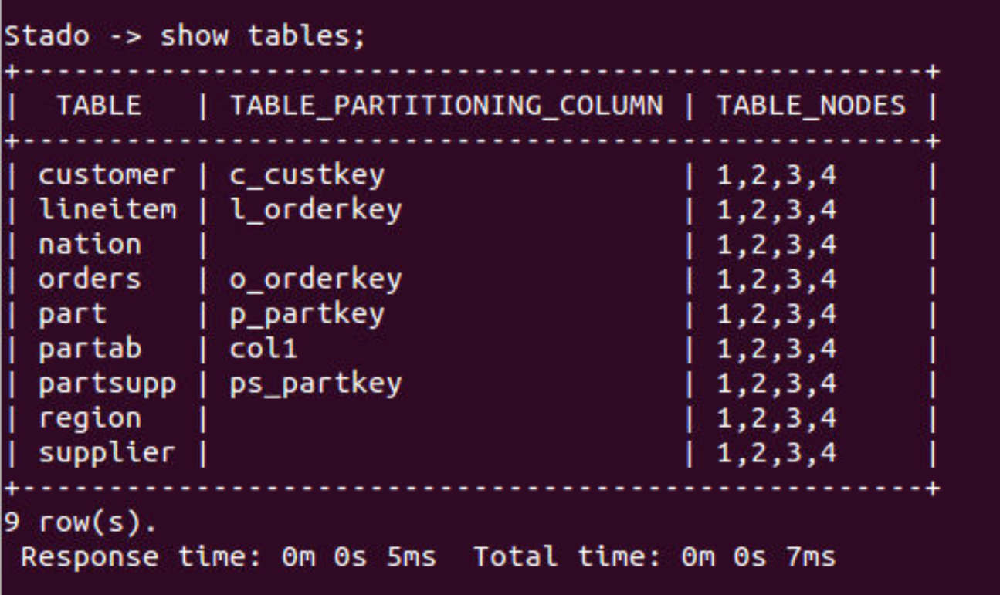 Stado -> show tables;
+-----------------------------------------------------+
|  TABLE   | TABLE_PARTITIONING_COLUMN | TABLE_NODES |
+-----------------------------------------------------+
| customer | c_custkey                 | 1,2,3,4     |
| lineitem | l_orderkey                | 1,2,3,4     |
| nation   |                           | 1,2,3,4     |
| orders   | o_orderkey                | 1,2,3,4     |
| part     | p_partkey                 | 1,2,3,4     |
| partab   | col1                      | 1,2,3,4     |
| partsupp | ps_partkey                | 1,2,3,4     |
| region   |                           | 1,2,3,4     |
| supplier |                           | 1,2,3,4     |
+-----------------------------------------------------+
9 row(s).
 Response time: 0m 0s 5ms  Total time: 0m 0s 7ms